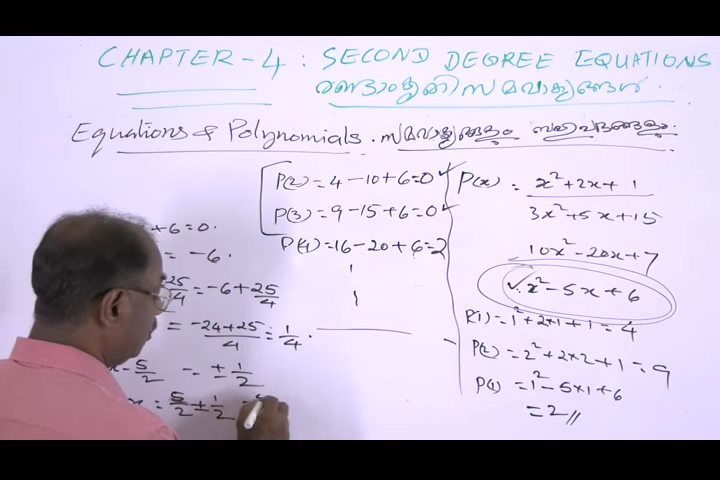 CHAPTER-4 : SECOND DEGREE EQUATIONS
രണ്ടാംകൃതി സമവാക്യങ്ങൾ.
Equations & Polynomials. സമവാക്യങ്ങളും ബഹുപദങ്ങളും.
+6=0.
= -6.
25/4 = -6+25/4
= -24+25/4 = 1/4.
-5/2 = ±1/2
x = 5/2 ± 1/2
P(2) = 4-10+6=0 ✓
P(3) = 9-15+6=0 ✓
P(4) = 16-20+6=2
P(x) = x²+2x+1
3x²+5x+15
10x²-20x+7
✓x²-5x+6
P(1) = 1²+2×1+1=4
P(2) = 2²+2×2+1=9
P(1) = 1²-5×1+6
=2//